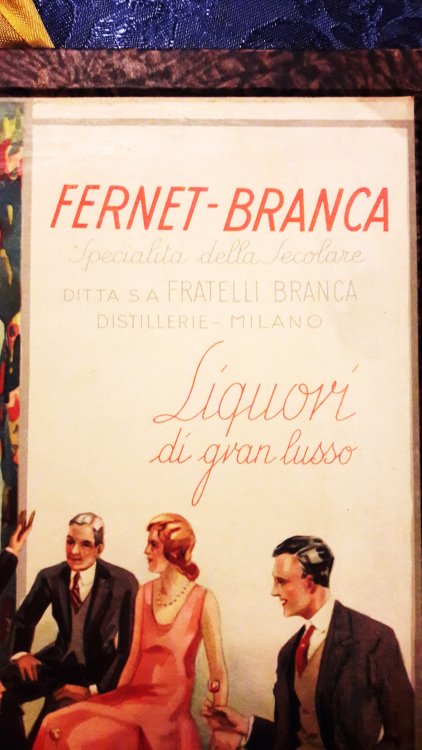 FERNET-BRANCA
Specialità della Secolare
DITTA S.A. FRATELLI BRANCA
DISTILLERIE-MILANO
Liquori
di gran lusso